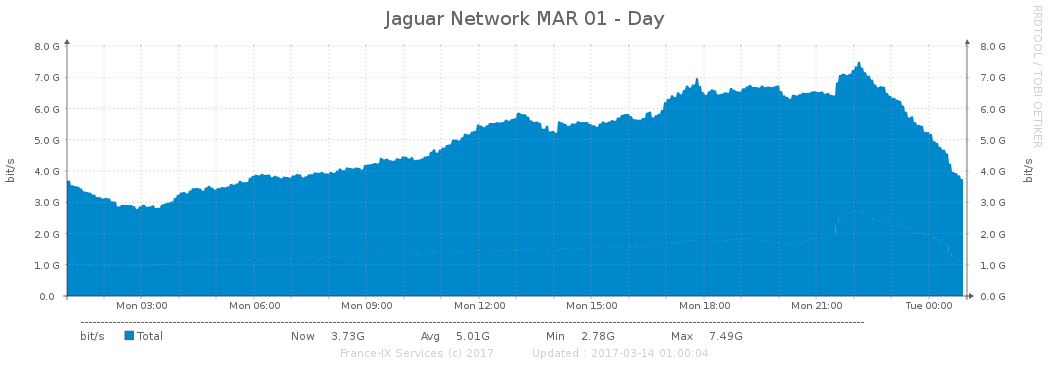 Jaguar Network MAR 01 - Day
RRDTOOL / TOBI OETIKER
8.0 G 8.0 G
7.0 G 7.0 G
6.0 G 6.0 G
5.0 G 5.0 G
4.0 G 4.0 G
3.0 G 3.0 G
2.0 G 2.0 G
1.0 G 1.0 G
0.0 0.0 G
bit/s
bit/s
Mon 03:00 Mon 06:00 Mon 09:00 Mon 12:00 Mon 15:00 Mon 18:00 Mon 21:00 Tue 00:00
bit/s Total Now 3.73G Avg 5.01G Min 2.78G Max 7.49G
France-IX Services (c) 2017 Updated : 2017-03-14 01:00:04